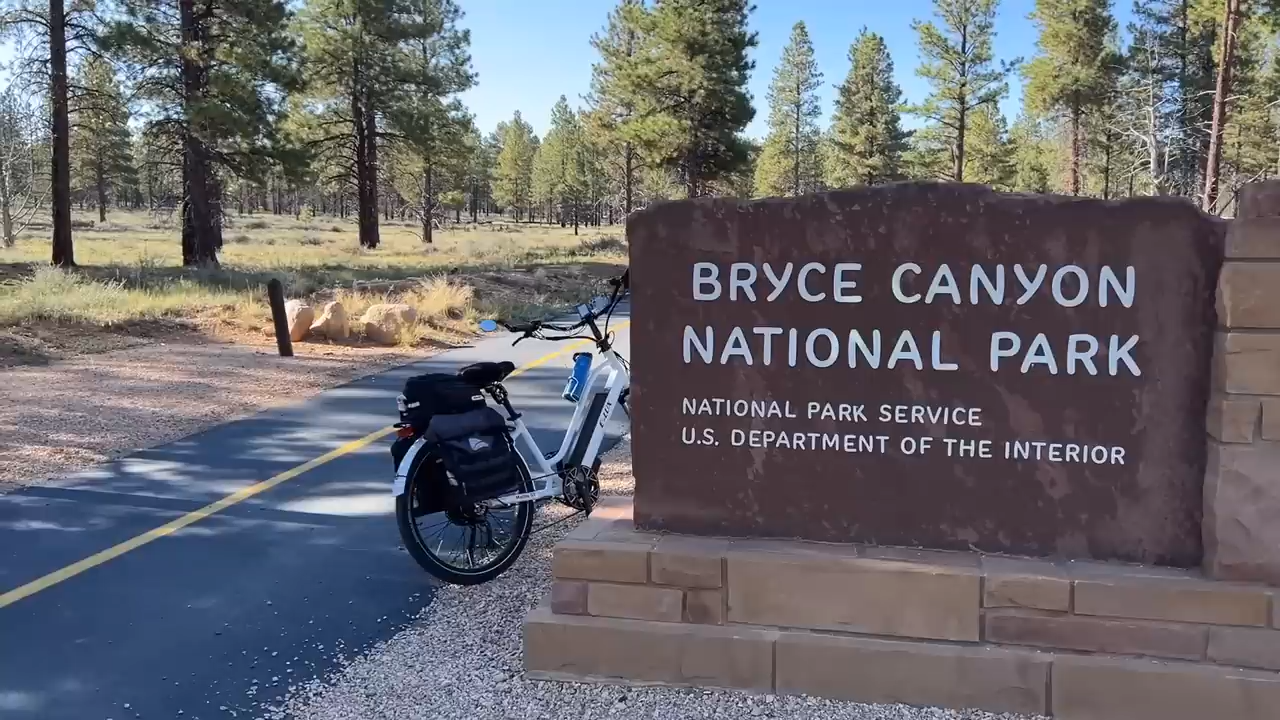 BRYCE CANYON
NATIONAL PARK
NATIONAL PARK SERVICE
U.S. DEPARTMENT OF THE INTERIOR